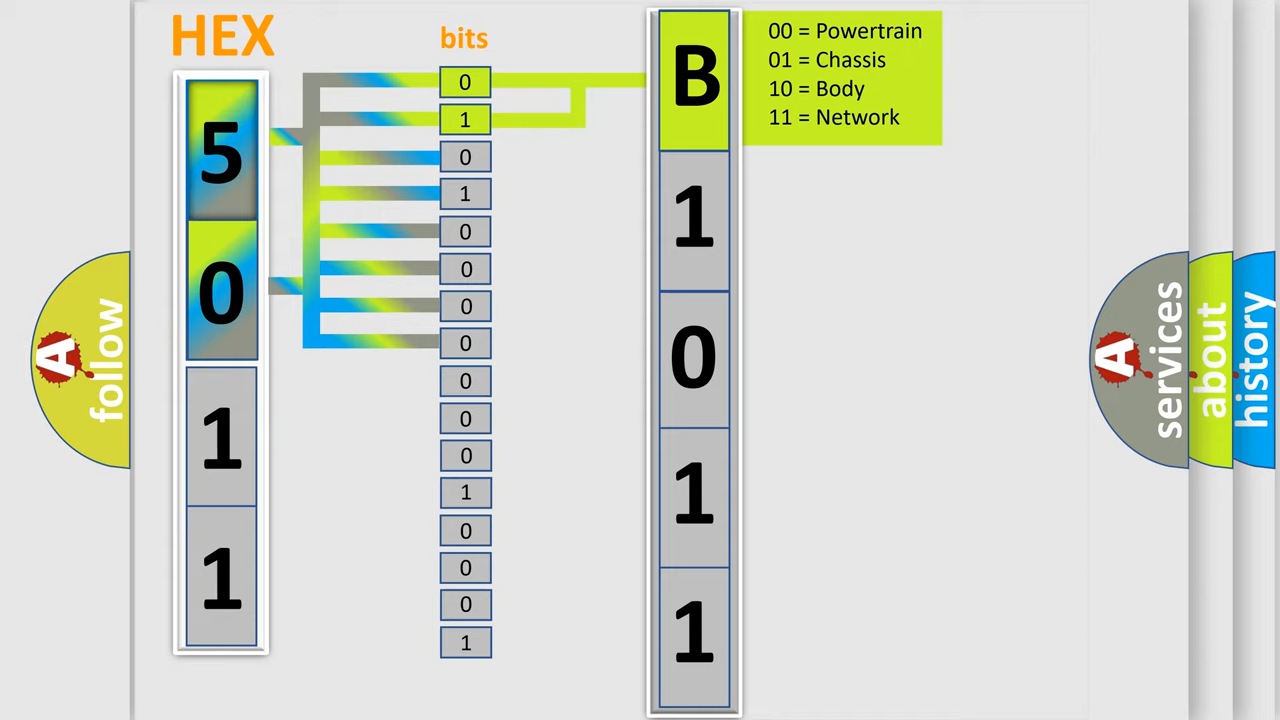 HEX
bits
5
0
1
1
0
1
0
1
0
0
0
0
0
0
0
1
0
0
0
1
B
1
0
1
1
00 = Powertrain
01 = Chassis
10 = Body
11 = Network
A
follow
A
services
about
history